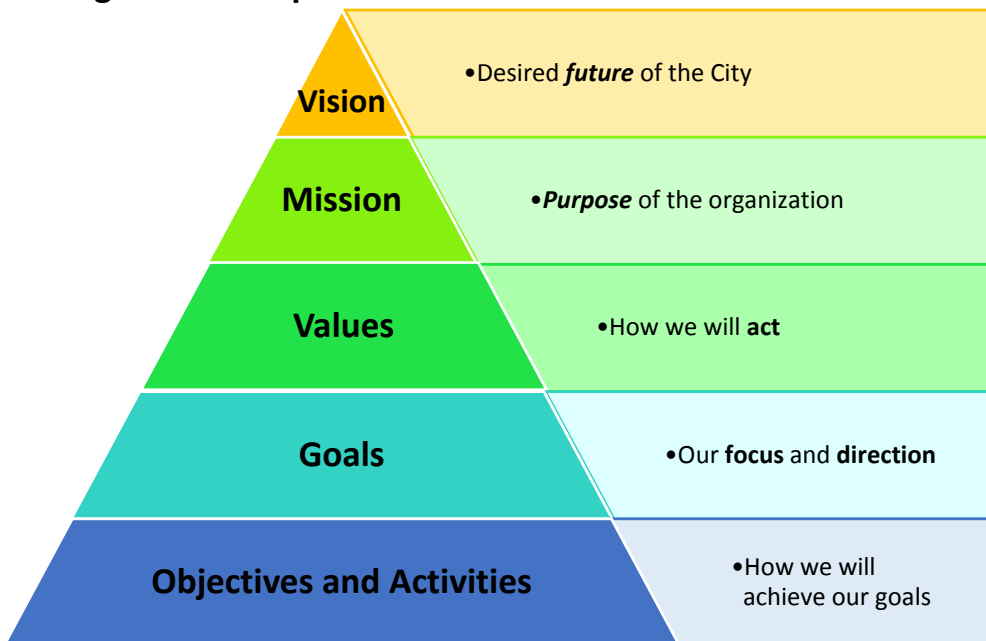 Vision
•Desired future of the City
Mission
•Purpose of the organization
Values
•How we will act
Goals
•Our focus and direction
Objectives and Activities
•How we will
achieve our goals